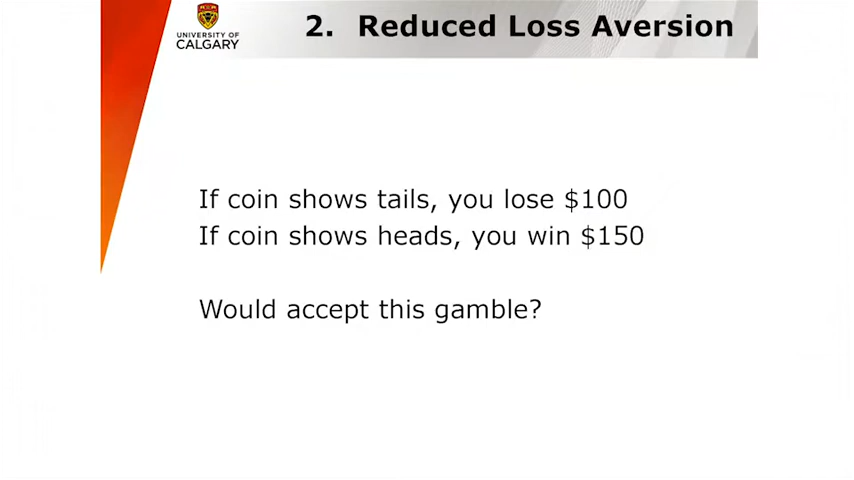 UNIVERSITY OF
CALGARY
2. Reduced Loss Aversion
If coin shows tails, you lose $100
If coin shows heads, you win $150
Would accept this gamble?